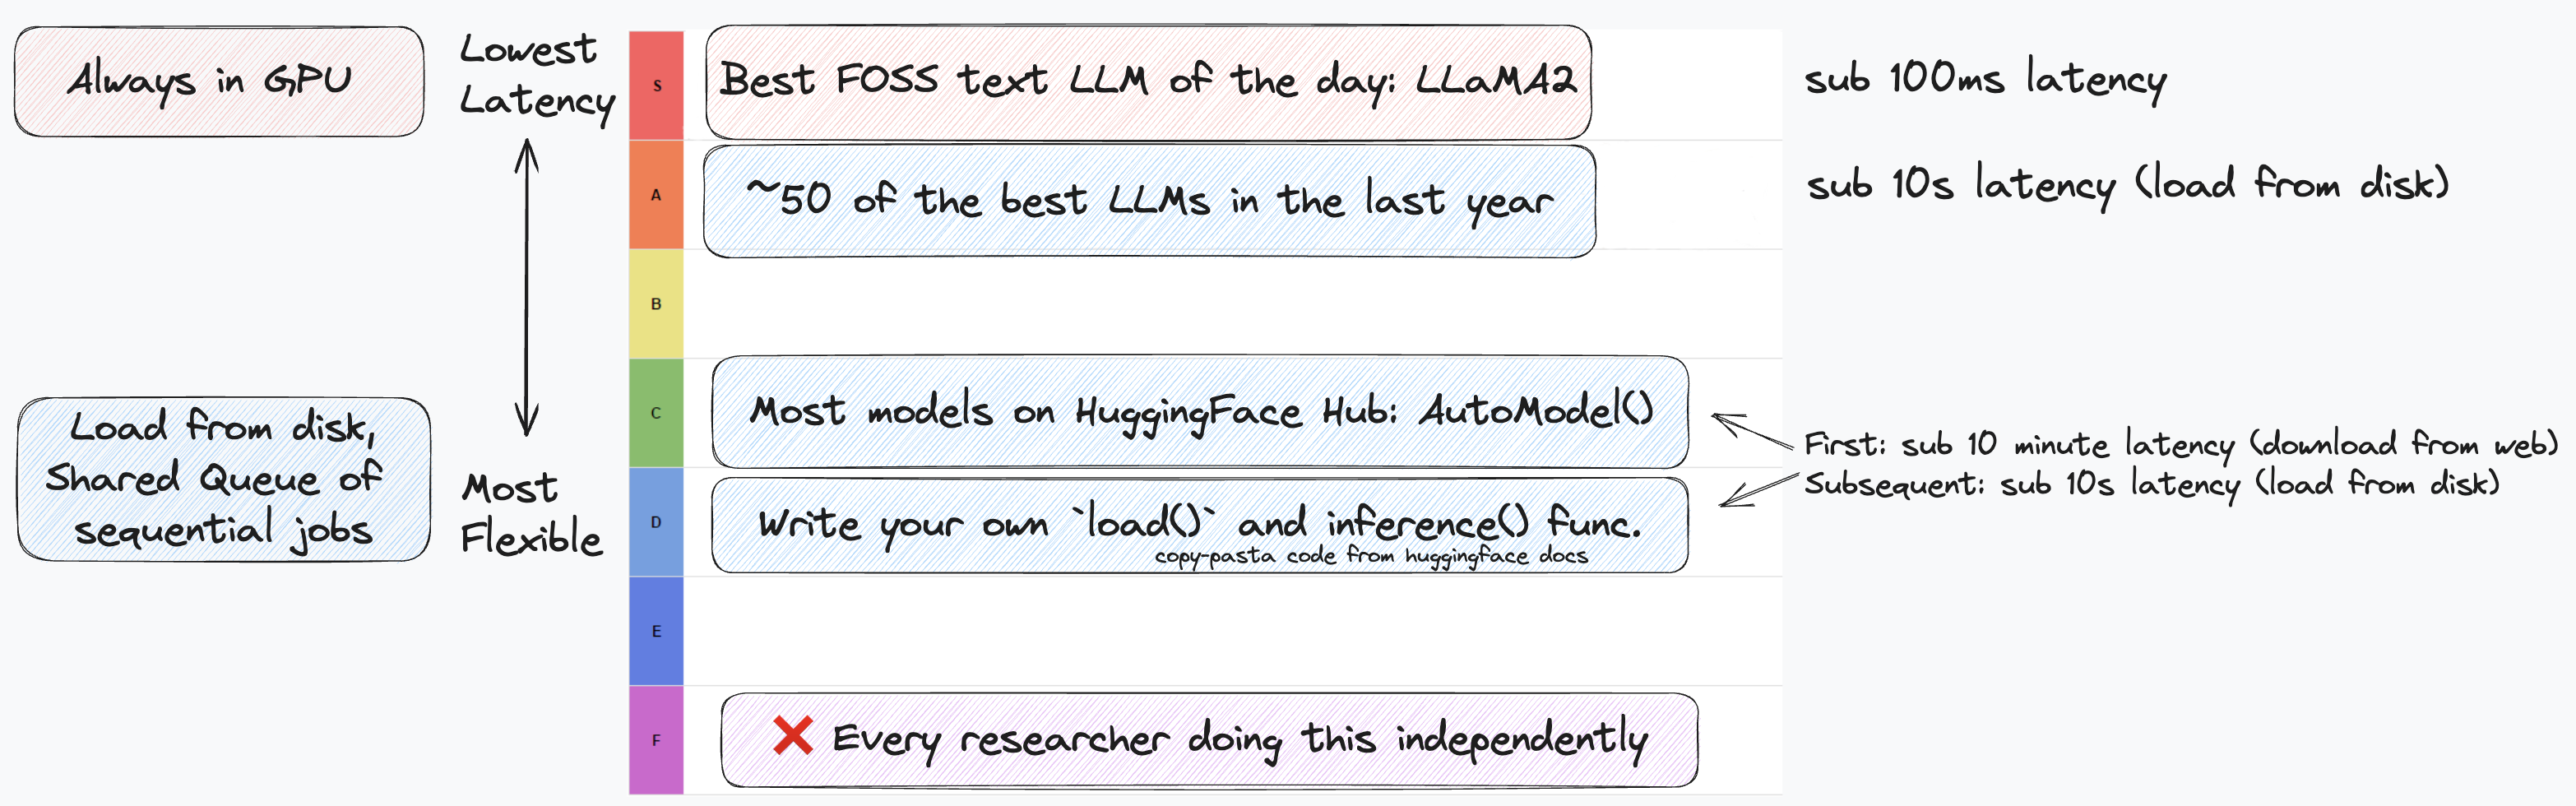 Always in GPU
Lowest
Latency
S
Best FOSS text LLM of the day: LLaMA2
sub 100ms latency
A
~50 of the best LLMs in the last year
sub 10s latency (load from disk)
B
Load from disk,
Shared Queue of
sequential jobs
Most
Flexible
C
Most models on HuggingFace Hub: AutoModel()
First: sub 10 minute latency (download from web)
Subsequent: sub 10s latency (load from disk)
D
Write your own `load()` and inference() func.
copy-pasta code from huggingface docs
E
F
❌ Every researcher doing this independently